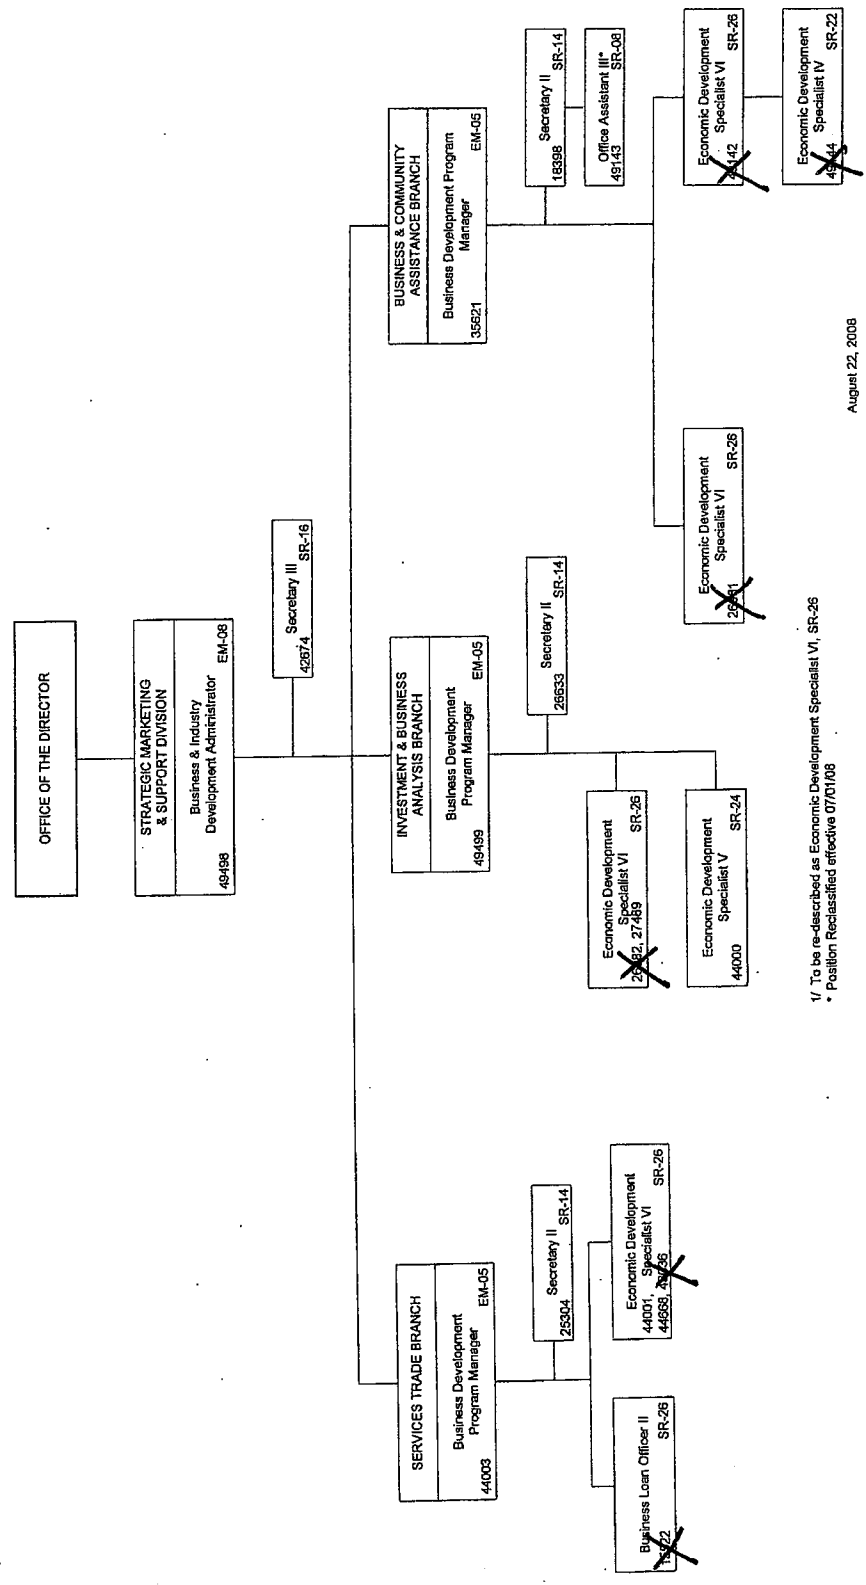 OFFICE OF THE DIRECTOR
STRATEGIC MARKETING
& SUPPORT DIVISION
Business & Industry
Development Administrator
49498 EM-08
Secretary III
42674 SR-16
SERVICES TRADE BRANCH
Business Development
Program Manager
44003 EM-05
Secretary II
25304 SR-14
Business Loan Officer II
SR-26
Economic Development
Specialist VI
44001, SR-26
44668,
INVESTMENT & BUSINESS
ANALYSIS BRANCH
Business Development
Program Manager
49499 EM-05
Secretary II
26633 SR-14
Economic Development
Specialist VI SR-26
27469
Economic Development
Specialist V
44000 SR-24
BUSINESS & COMMUNITY
ASSISTANCE BRANCH
Business Development Program
Manager
35621 EM-05
Secretary II
18398 SR-14
Office Assistant III*
49143 SR-08
Economic Development
Specialist VI
SR-26
Economic Development
Specialist VI
SR-26
Economic Development
Specialist IV
SR-22
1/ To be re-described as Economic Development Specialist VI, SR-26
* Position Reclassified effective 07/01/08
August 22, 2008